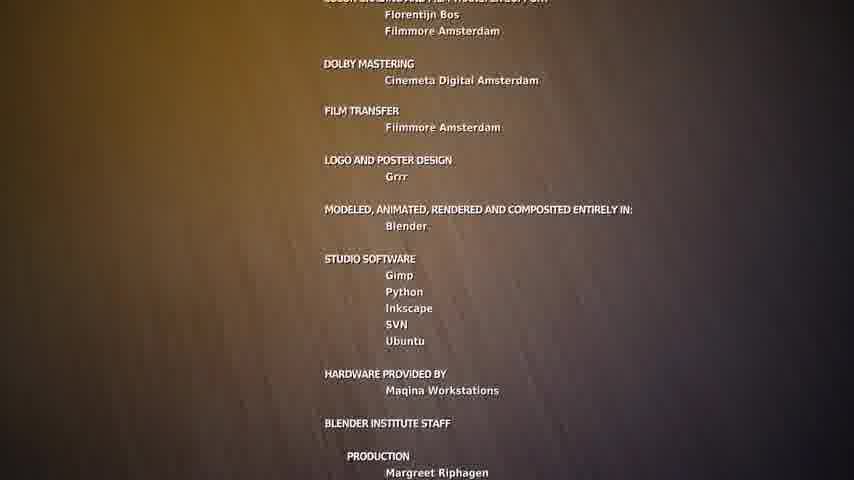 Florentijn Bos
Filmmore Amsterdam
DOLBY MASTERING
Cinemeta Digital Amsterdam
FILM TRANSFER
Filmmore Amsterdam
LOGO AND POSTER DESIGN
Grrr
MODELED, ANIMATED, RENDERED AND COMPOSITED ENTIRELY IN:
Blender
STUDIO SOFTWARE
Gimp
Python
Inkscape
SVN
Ubuntu
HARDWARE PROVIDED BY
Maqina Workstations
BLENDER INSTITUTE STAFF
PRODUCTION
Margreet Riphagen